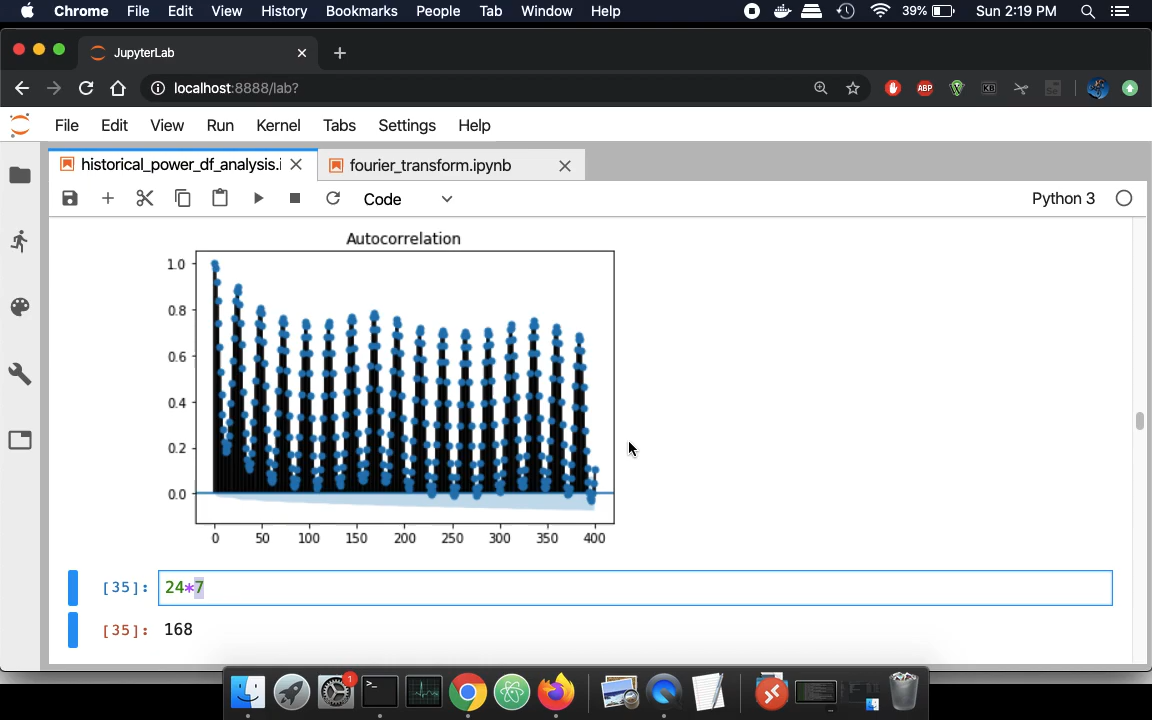 Chrome File Edit View History Bookmarks People Tab Window Help 39% Sun 2:19 PM
JupyterLab
localhost:8888/lab?
ABP KB
File Edit View Run Kernel Tabs Settings Help
historical_power_df_analysis.i fourier_transform.ipynb
Code Python 3
Autocorrelation
1.0
0.8
0.6
0.4
0.2
0.0
0 50 100 150 200 250 300 350 400
[35]: 24*7
[35]: 168
1
>_